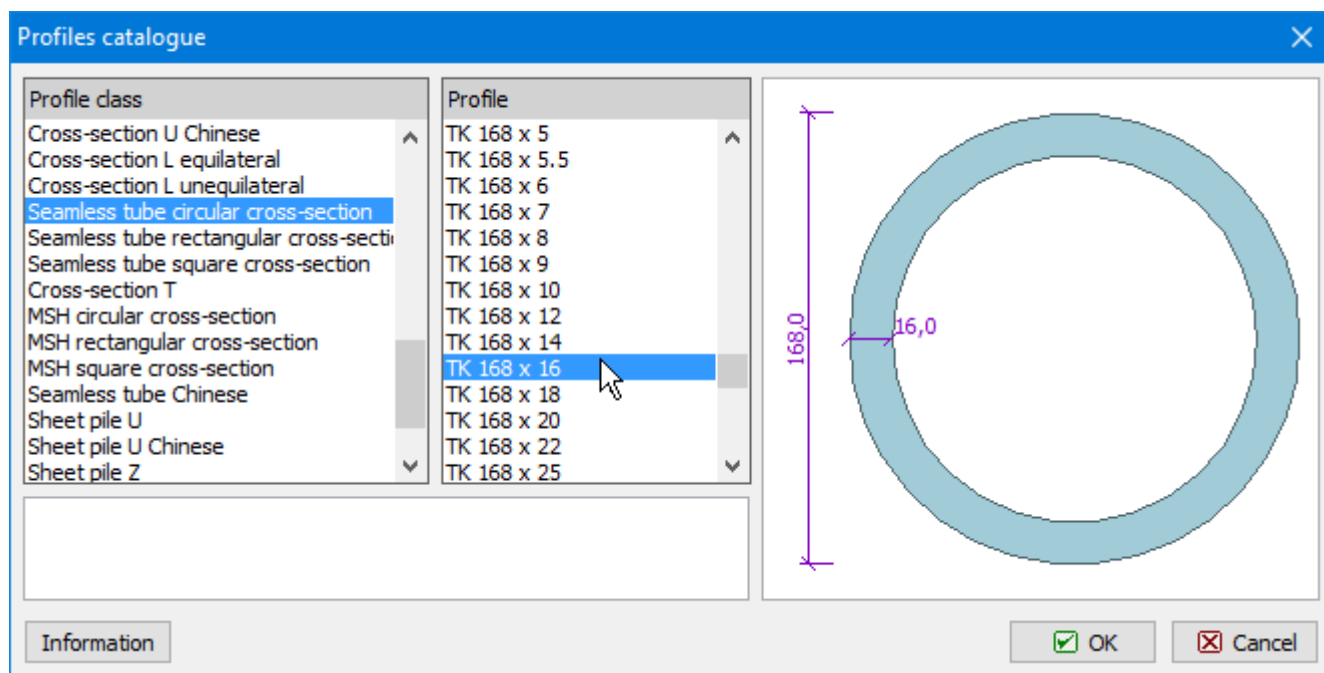 Profiles catalogue
Profile class
Cross-section U Chinese
Cross-section L equilateral
Cross-section L unequilateral
Seamless tube circular cross-section
Seamless tube rectangular cross-secti
Seamless tube square cross-section
Cross-section T
MSH circular cross-section
MSH rectangular cross-section
MSH square cross-section
Seamless tube Chinese
Sheet pile U
Sheet pile U Chinese
Sheet pile Z
Profile
TK 168 x 5
TK 168 x 5.5
TK 168 x 6
TK 168 x 7
TK 168 x 8
TK 168 x 9
TK 168 x 10
TK 168 x 12
TK 168 x 14
TK 168 x 16
TK 168 x 18
TK 168 x 20
TK 168 x 22
TK 168 x 25
168,0
16,0
Information
OK
Cancel